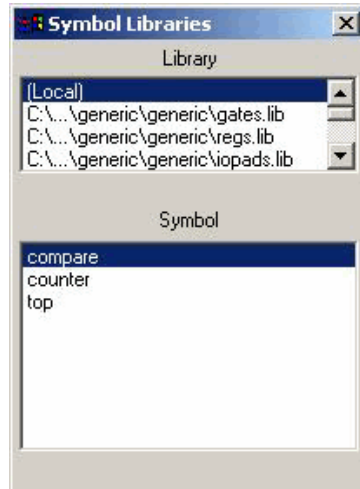 Symbol Libraries
Library
(Local)
C:\...\generic\generic\gates.lib
C:\...\generic\generic\regs.lib
C:\...\generic\generic\iopads.lib
Symbol
compare
counter
top